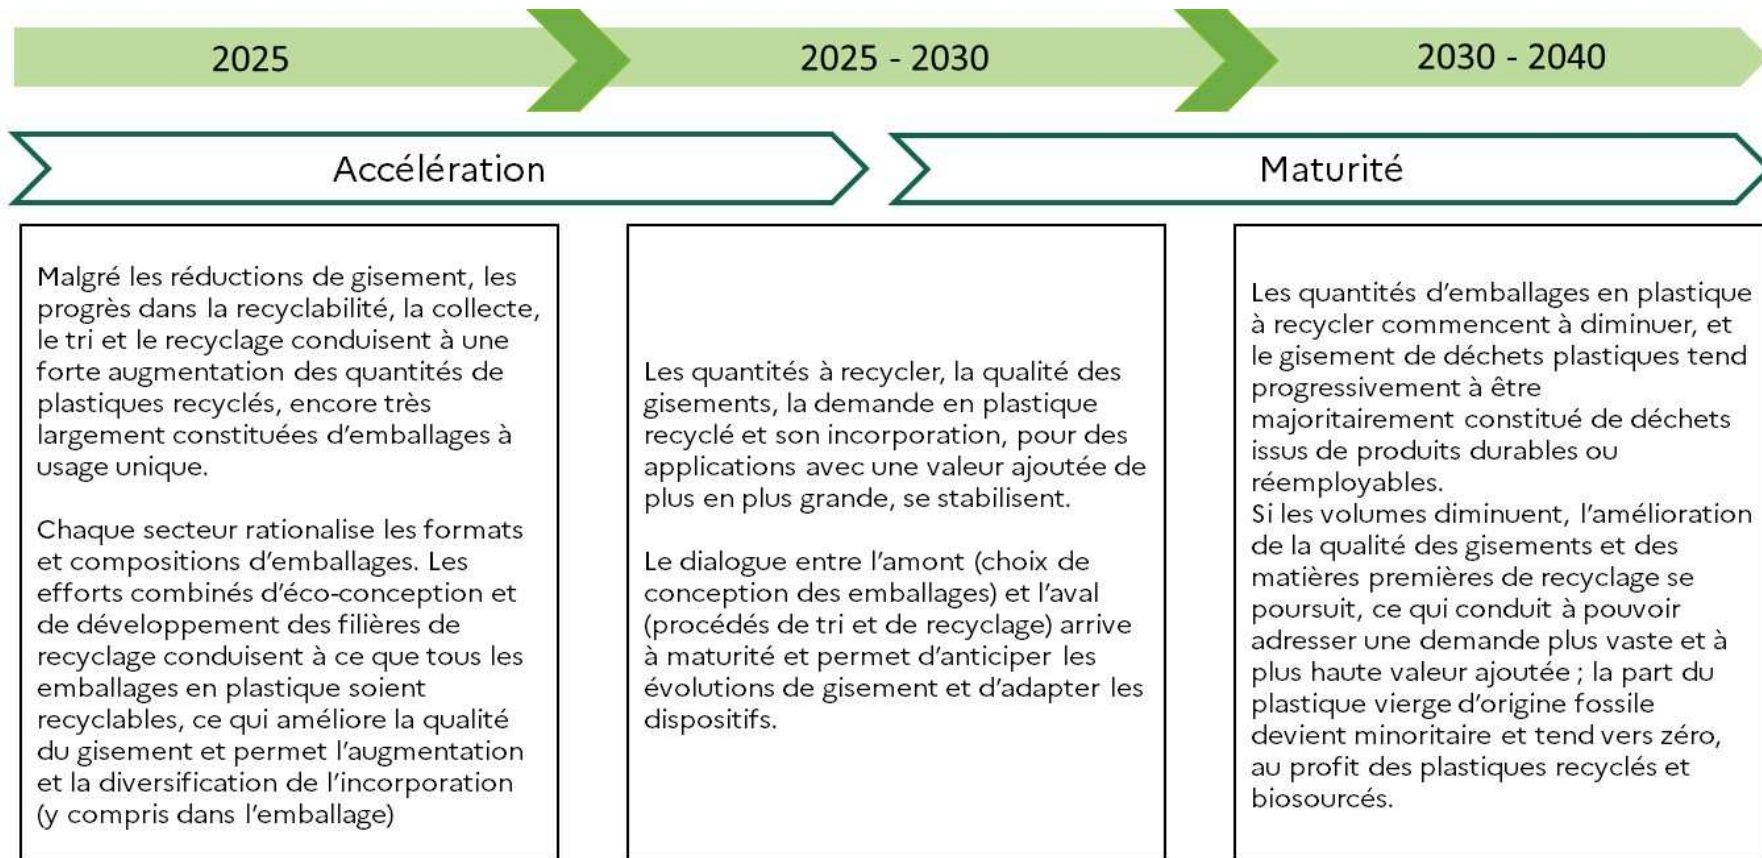 2025
2025 - 2030
2030 - 2040
Accélération
Maturité
Malgré les réductions de gisement, les
progrès dans la recyclabilité, la collecte,
le tri et le recyclage conduisent à une
forte augmentation des quantités de
plastiques recyclés, encore très
largement constituées d’emballages à
usage unique.
Chaque secteur rationalise les formats
et compositions d’emballages. Les
efforts combinés d’éco-conception et
de développement des filières de
recyclage conduisent à ce que tous les
emballages en plastique soient
recyclables, ce qui améliore la qualité
du gisement et permet l’augmentation
et la diversification de l’incorporation
(y compris dans l’emballage)
Les quantités à recycler, la qualité des
gisements, la demande en plastique
recyclé et son incorporation, pour des
applications avec une valeur ajoutée de
plus en plus grande, se stabilisent.
Le dialogue entre l’amont (choix de
conception des emballages) et l’aval
(procédés de tri et de recyclage) arrive
à maturité et permet d’anticiper les
évolutions de gisement et d’adapter les
dispositifs.
Les quantités d’emballages en plastique
à recycler commencent à diminuer, et
le gisement de déchets plastiques tend
progressivement à être
majoritairement constitué de déchets
issus de produits durables ou
réemployables.
Si les volumes diminuent, l’amélioration
de la qualité des gisements et des
matières premières de recyclage se
poursuit, ce qui conduit à pouvoir
adresser une demande plus vaste et à
plus haute valeur ajoutée ; la part du
plastique vierge d’origine fossile
devient minoritaire et tend vers zéro,
au profit des plastiques recyclés et
biosourcés.